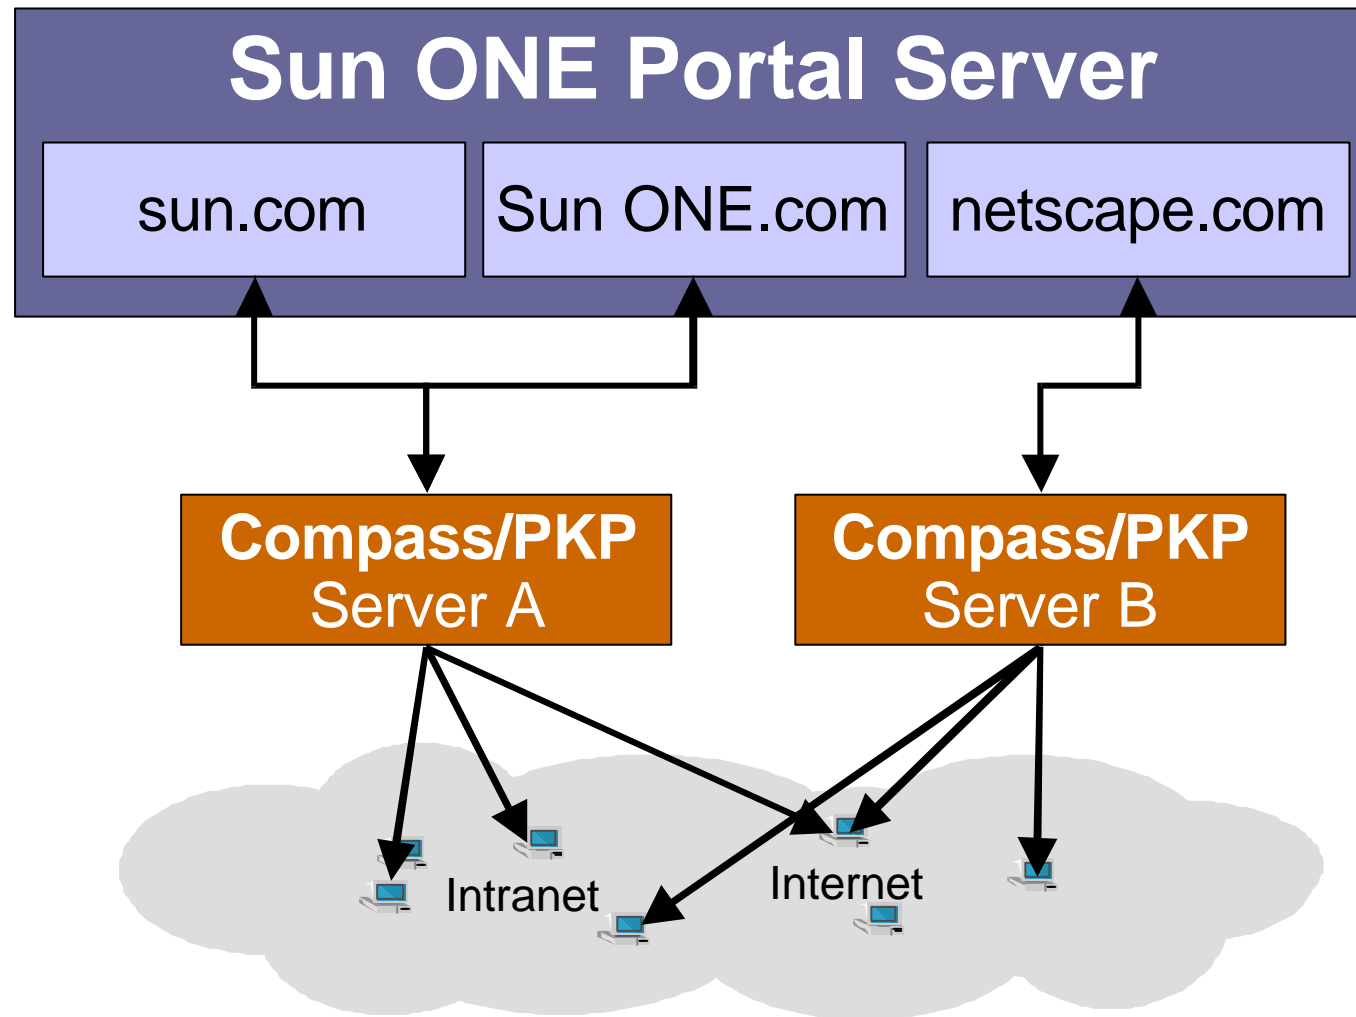 Sun ONE Portal Server
sun.com
Sun ONE.com
netscape.com
Compass/PKP
Server A
Compass/PKP
Server B
Intranet
Internet